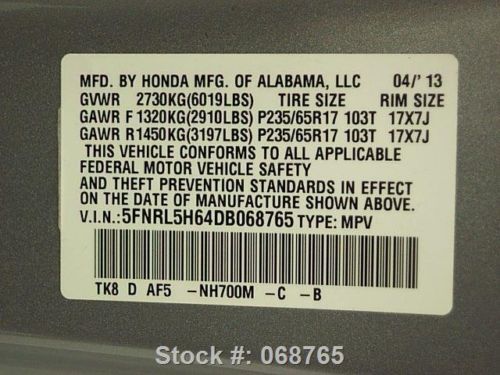 MFD. BY HONDA MFG. OF ALABAMA, LLC 04/'13
GVWR 2730KG(6019LBS) TIRE SIZE RIM SIZE
GAWR F 1320KG(2910LBS) P235/65R17 103T 17X7J
GAWR R 1450KG(3197LBS) P235/65R17 103T 17X7J
THIS VEHICLE CONFORMS TO ALL APPLICABLE
FEDERAL MOTOR VEHICLE SAFETY
AND THEFT PREVENTION STANDARDS IN EFFECT
ON THE DATE OF MANUFACTURE SHOWN ABOVE.
V.I.N.:5FNRL5H64DB068765 TYPE: MPV
TK8 D AF5 -NH700M -C -B
Stock #: 068765